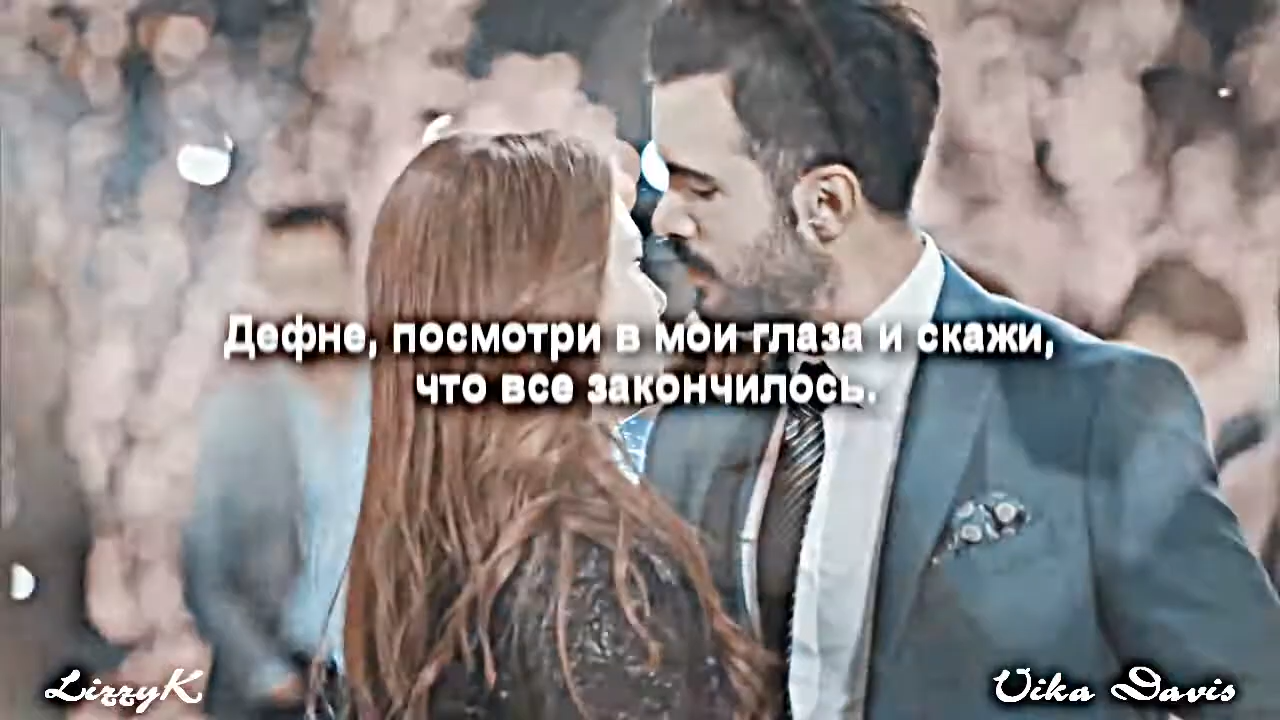 Дефне, посмотри в мои глаза и скажи,
что все закончилось.
LizzyK
Vika Davis